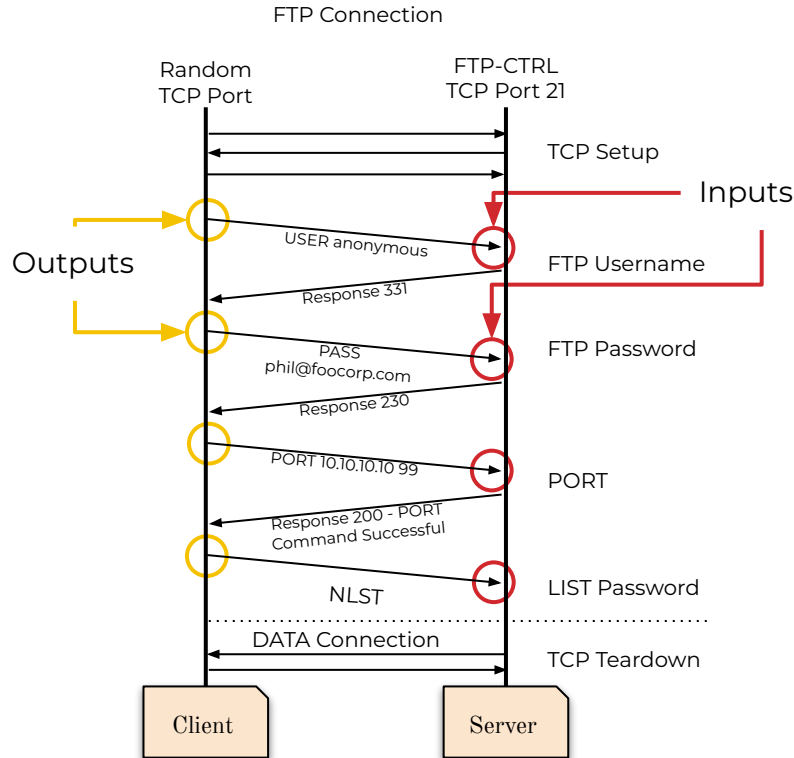 FTP Connection
Random
TCP Port
FTP-CTRL
TCP Port 21
TCP Setup
Inputs
USER anonymous
Outputs
FTP Username
Response 331
FTP Password
PASS
phil@foocorp.com
Response 230
PORT 10.10.10.10 99
PORT
Response 200 - PORT
Command Successful
NLST
LIST Password
DATA Connection
TCP Teardown
Client
Server